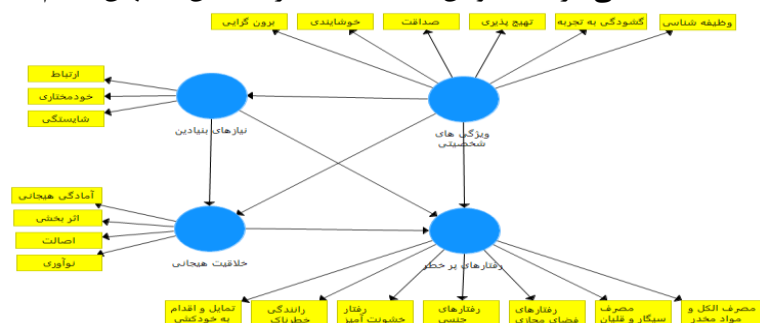 برون گرایی
خوشایندی
صداقت
تهیج پذیری
گشودگی به تجربه
وظیفه شناسی
ارتباط
خودمختاری
شایستگی
نیازهای بنیادین
ویژگی های
شخصیتی
آمادگی هیجانی
اثر بخشی
اصالت
نوآوری
خلاقیت هیجانی
رفتارهای پر خطر
تمایل و اقدام
به خودکشی
رانندگی
خطرناک
رفتار
خشونت آمیز
رفتارهای
جنسی
رفتارهای
فضای مجازی
مصرف
سیگار و قلیان
مصرف الکل و
مواد مخدر